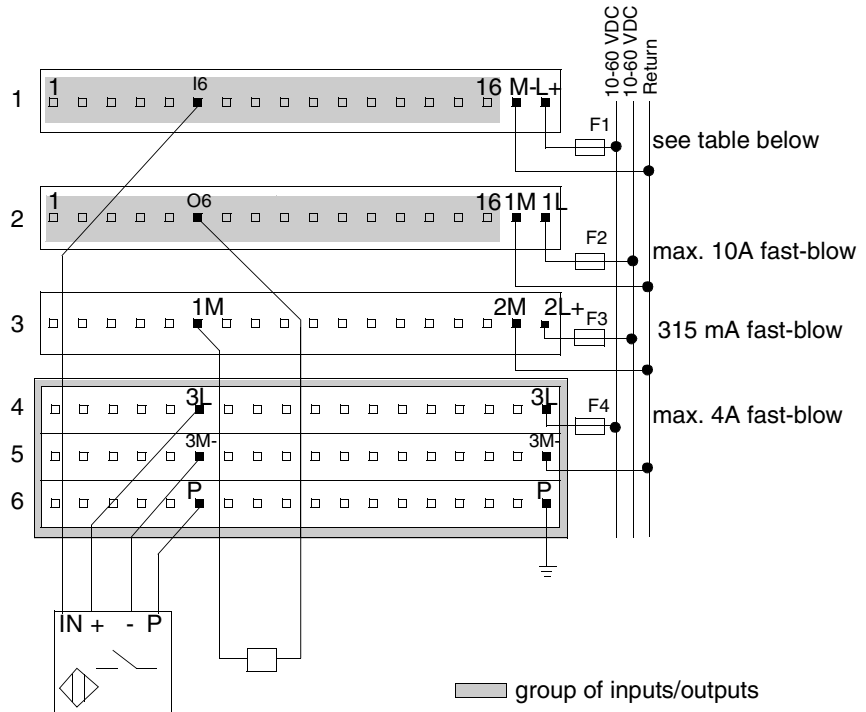 10-60 VDC
10-60 VDC
Return
1
1 I6 16 M- L+
F1
see table below
2
1 O6 16 1M 1L
F2
max. 10A fast-blow
3
1M 2M 2L+
F3
315 mA fast-blow
4
3L 3L
F4
max. 4A fast-blow
5
3M- 3M-
6
P P
IN + - P
group of inputs/outputs